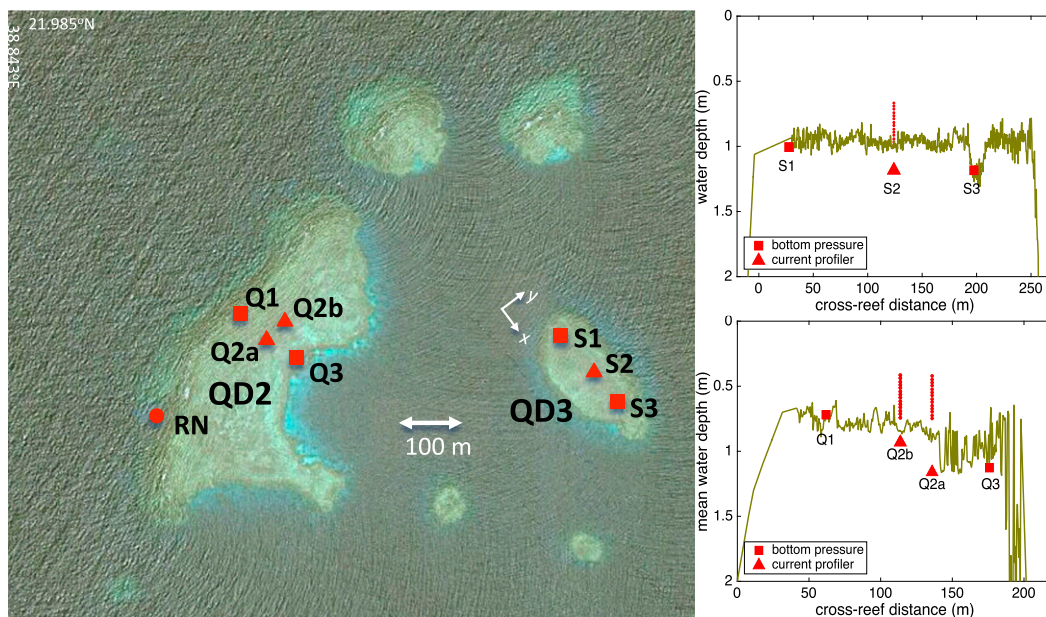 21.985°N
38.843°E
Q1
Q2b
Q2a
Q3
QD2
RN
100 m
y
x
S1
S2
QD3
S3
0
0.5
1
1.5
2
water depth (m)
S1
S2
S3
bottom pressure
current profiler
0 50 100 150 200 250
cross-reef distance (m)
0
0.5
1
1.5
2
mean water depth (m)
Q1
Q2b
Q2a
Q3
bottom pressure
current profiler
0 50 100 150 200
cross-reef distance (m)